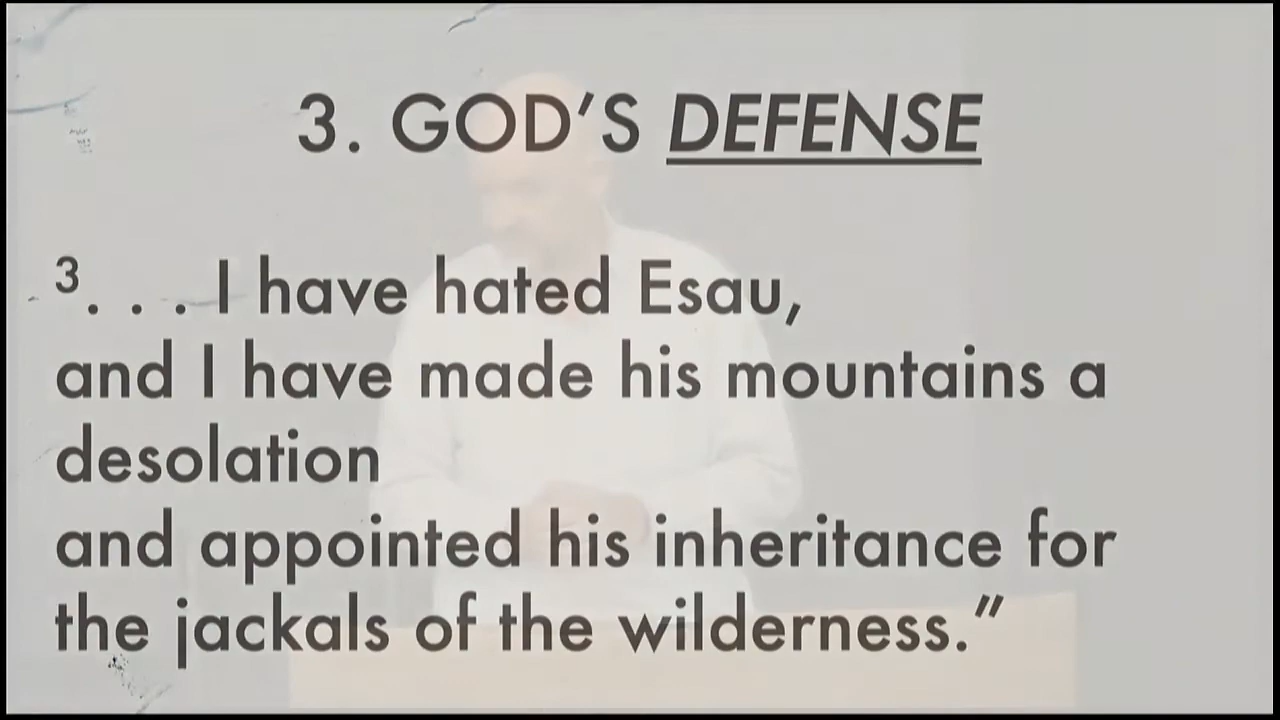 3. GOD’S DEFENSE
3. . . I have hated Esau,
and I have made his mountains a
desolation
and appointed his inheritance for
the jackals of the wilderness.”